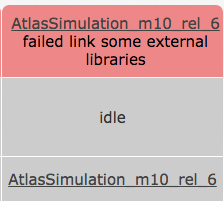 AtlasSimulation_m10_rel_6
failed link some external
libraries
idle
AtlasSimulation_m10_rel_6